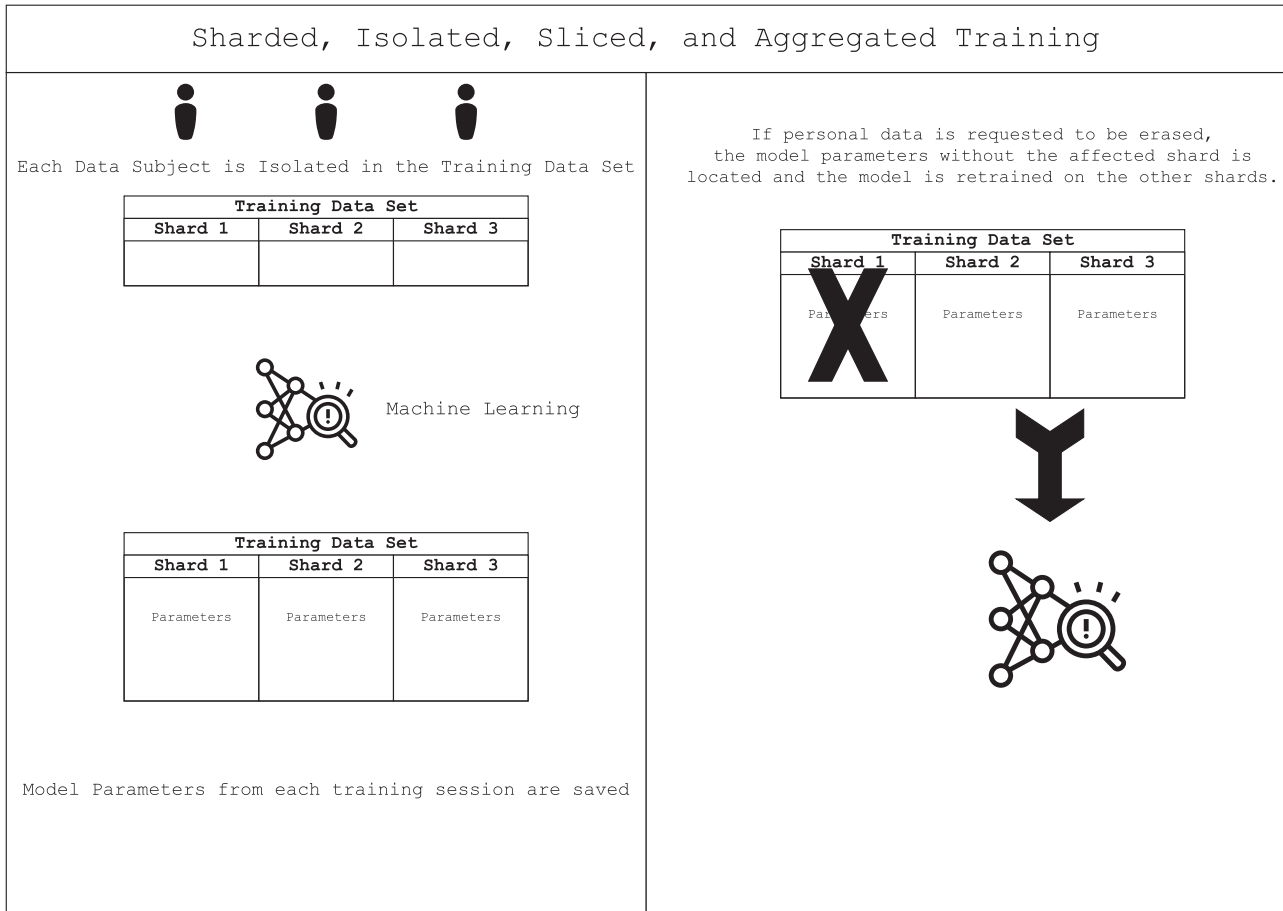 Sharded, Isolated, Sliced, and Aggregated Training
Each Data Subject is Isolated in the Training Data Set
Training Data Set
Shard 1 Shard 2 Shard 3
Machine Learning
Training Data Set
Shard 1 Shard 2 Shard 3
Parameters Parameters Parameters
Model Parameters from each training session are saved
If personal data is requested to be erased,
the model parameters without the affected shard is
located and the model is retrained on the other shards.
Training Data Set
Shard 1 Shard 2 Shard 3
Parameters Parameters Parameters